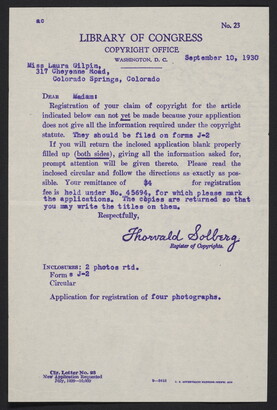 ac
No. 23
LIBRARY OF CONGRESS
COPYRIGHT OFFICE
WASHINGTON, D. C.
September 10, 1930
Miss Laura Gilpin,
317 Cheyenne Road,
Colorado Springs, Colorado
DEAR Madam:
Registration of your claim of copyright for the article
indicated below can not yet be made because your application
does not give all the information required under the copyright
statute. They should be filed on forms J-2
If you will return the inclosed application blank properly
filled up (both sides), giving all the information asked for,
prompt attention will be given thereto. Please read the
inclosed circular and follow the directions as exactly as pos-
sible. Your remittance of $4 for registration
fee is held under No. 45694, for which please mark
the applications. The copies are returned so that
you may write the titles on them.
Respectfully,
Thorvald Solberg
Register of Copyrights.
INCLOSURES: 2 photos rtd.
Forms J-2
Circular
Application for registration of four photographs.
Cir. Letter No. 23
New Application Requested